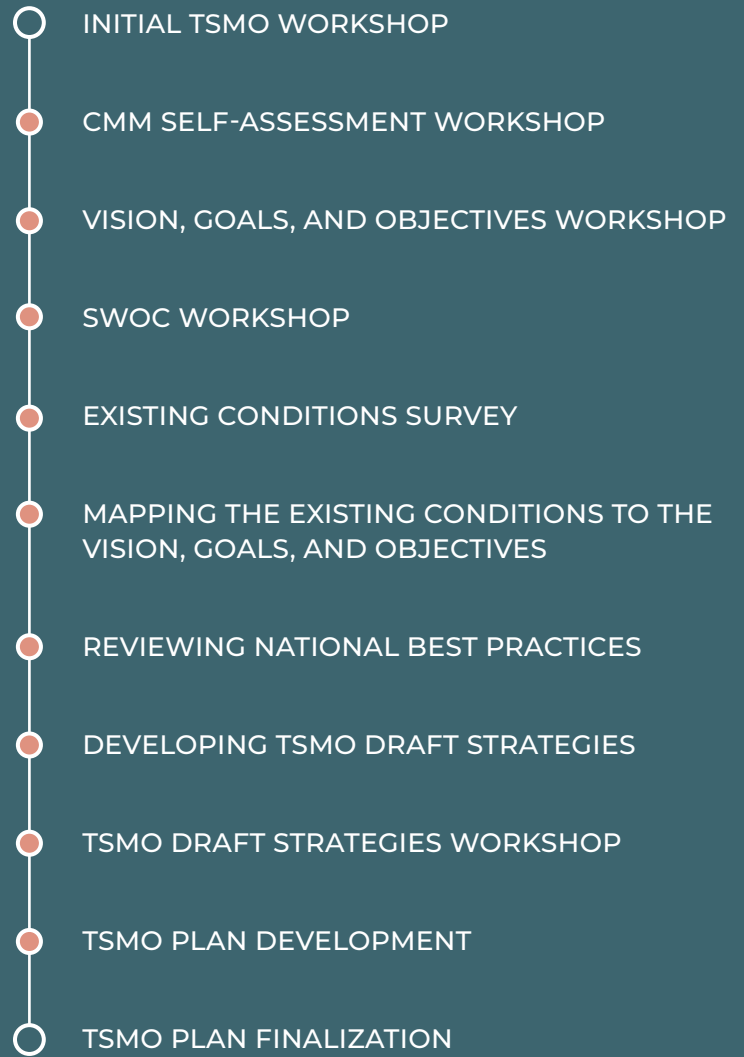 INITIAL TSMO WORKSHOP
CMM SELF-ASSESSMENT WORKSHOP
VISION, GOALS, AND OBJECTIVES WORKSHOP
SWOC WORKSHOP
EXISTING CONDITIONS SURVEY
MAPPING THE EXISTING CONDITIONS TO THE
VISION, GOALS, AND OBJECTIVES
REVIEWING NATIONAL BEST PRACTICES
DEVELOPING TSMO DRAFT STRATEGIES
TSMO DRAFT STRATEGIES WORKSHOP
TSMO PLAN DEVELOPMENT
TSMO PLAN FINALIZATION